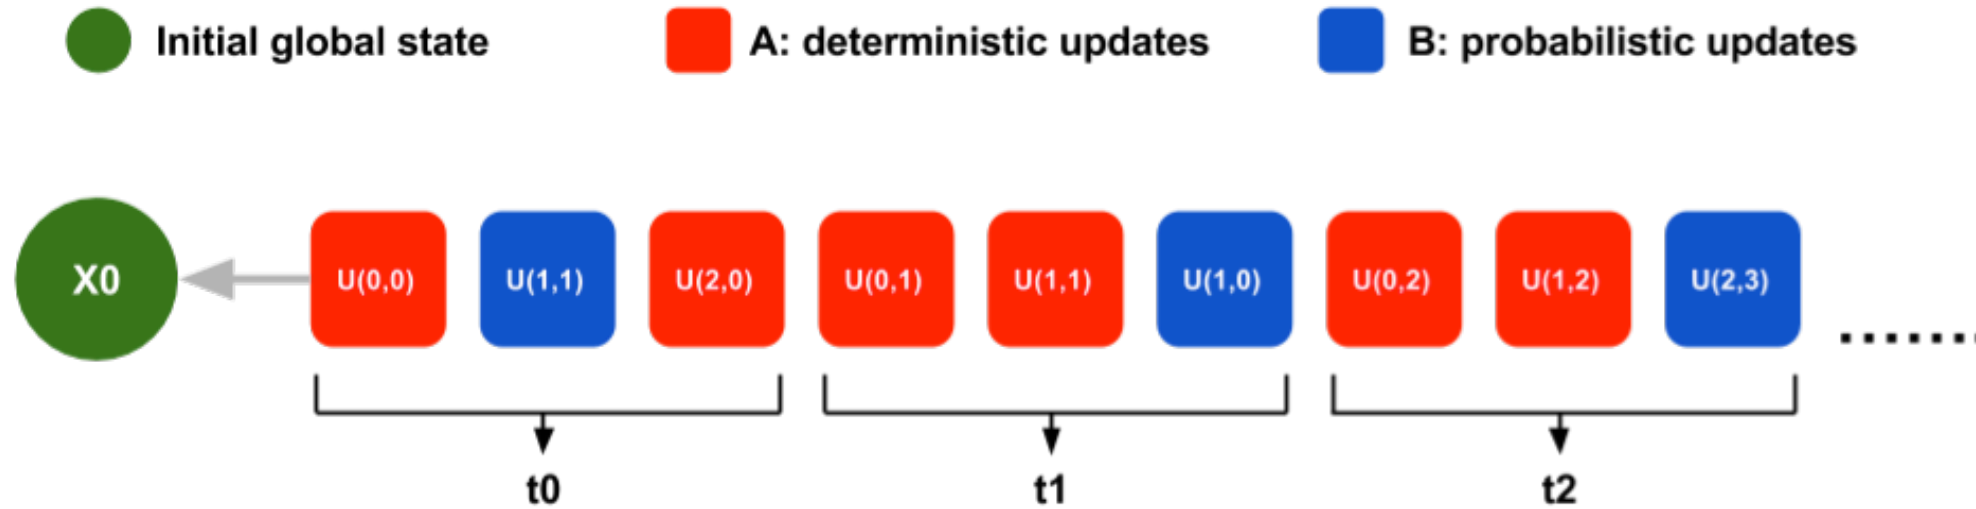 Initial global state
A: deterministic updates
B: probabilistic updates
X0
U(0,0)
U(1,1)
U(2,0)
U(0,1)
U(1,1)
U(1,0)
U(0,2)
U(1,2)
U(2,3)
.......
t0
t1
t2